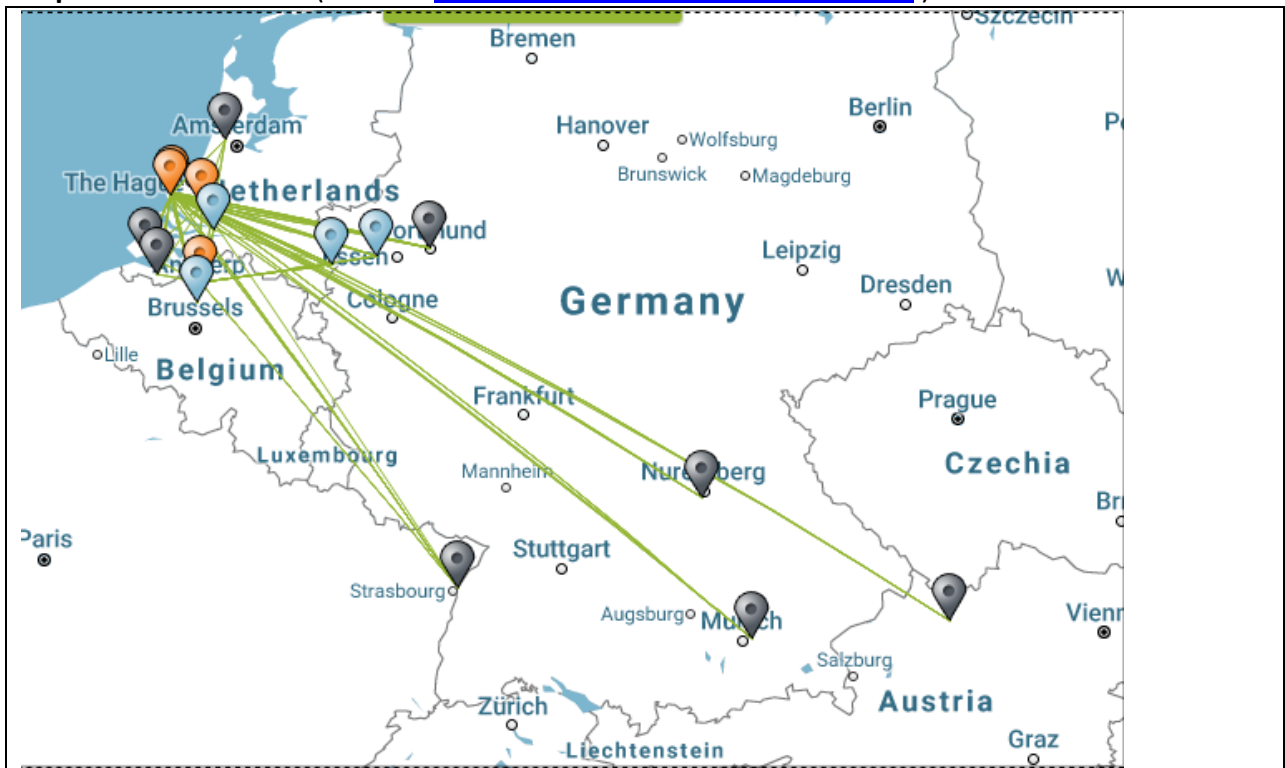 Szczecin
Bremen
Berlin
Hanover
Wolfsburg
Amsterdam
Brunswick
Magdeburg
The Hague
Netherlands
Dortmund
Essen
Leipzig
Antwerp
Dresden
Brussels
Cologne
Germany
Lille
Belgium
Frankfurt
Prague
Luxembourg
Czechia
Mannheim
Nuremberg
Paris
Stuttgart
Strasbourg
Augsburg
Munich
Salzburg
Austria
Zürich
Graz
Liechtenstein